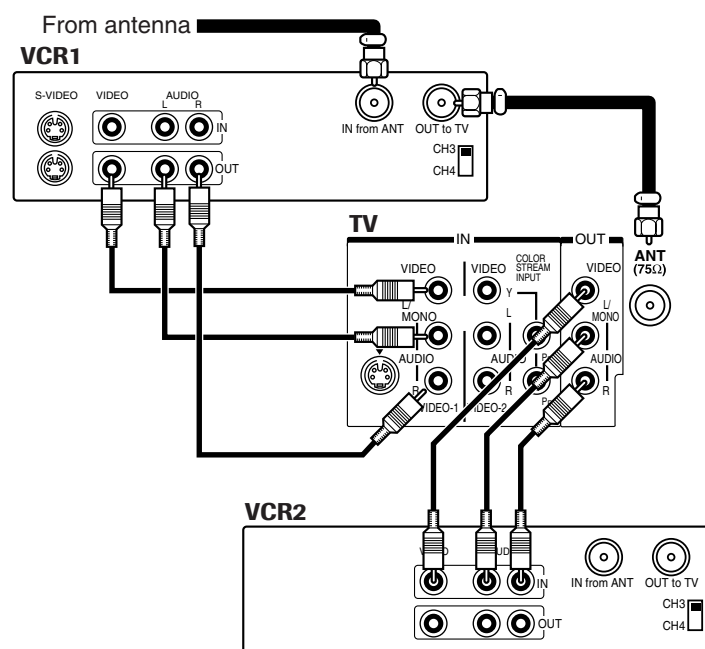 From antenna
VCR1
S-VIDEO VIDEO AUDIO
L R
IN
IN from ANT OUT to TV
OUT
CH3
CH4
TV
IN OUT
ANT
(75Ω)
VIDEO VIDEO COLOR STREAM INPUT VIDEO
Y
L/ MONO L L/ MONO
AUDIO AUDIO AUDIO
R R R
VIDEO-2
VCR2
IN
IN from ANT OUT to TV
OUT
CH3
CH4